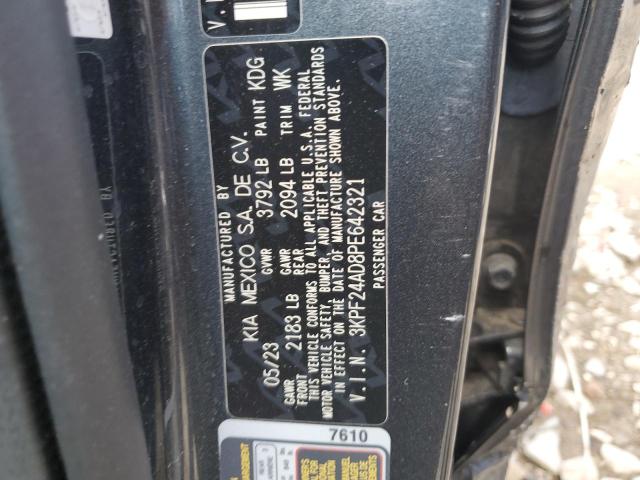 MANUFACTURED BY
KIA MEXICO S.A. DE C.V.
05/23 GVWR 3792 LB PAINT KDG
GAWR FRONT 2183 LB GAWR REAR 2094 LB TRIM WK
THIS VEHICLE CONFORMS TO ALL APPLICABLE U.S.A. FEDERAL
MOTOR VEHICLE SAFETY, BUMPER, AND THEFT PREVENTION STANDARDS
IN EFFECT ON THE DATE OF MANUFACTURE SHOWN ABOVE.
V.I.N. 3KPF24AD8PE642321
PASSENGER CAR
7610